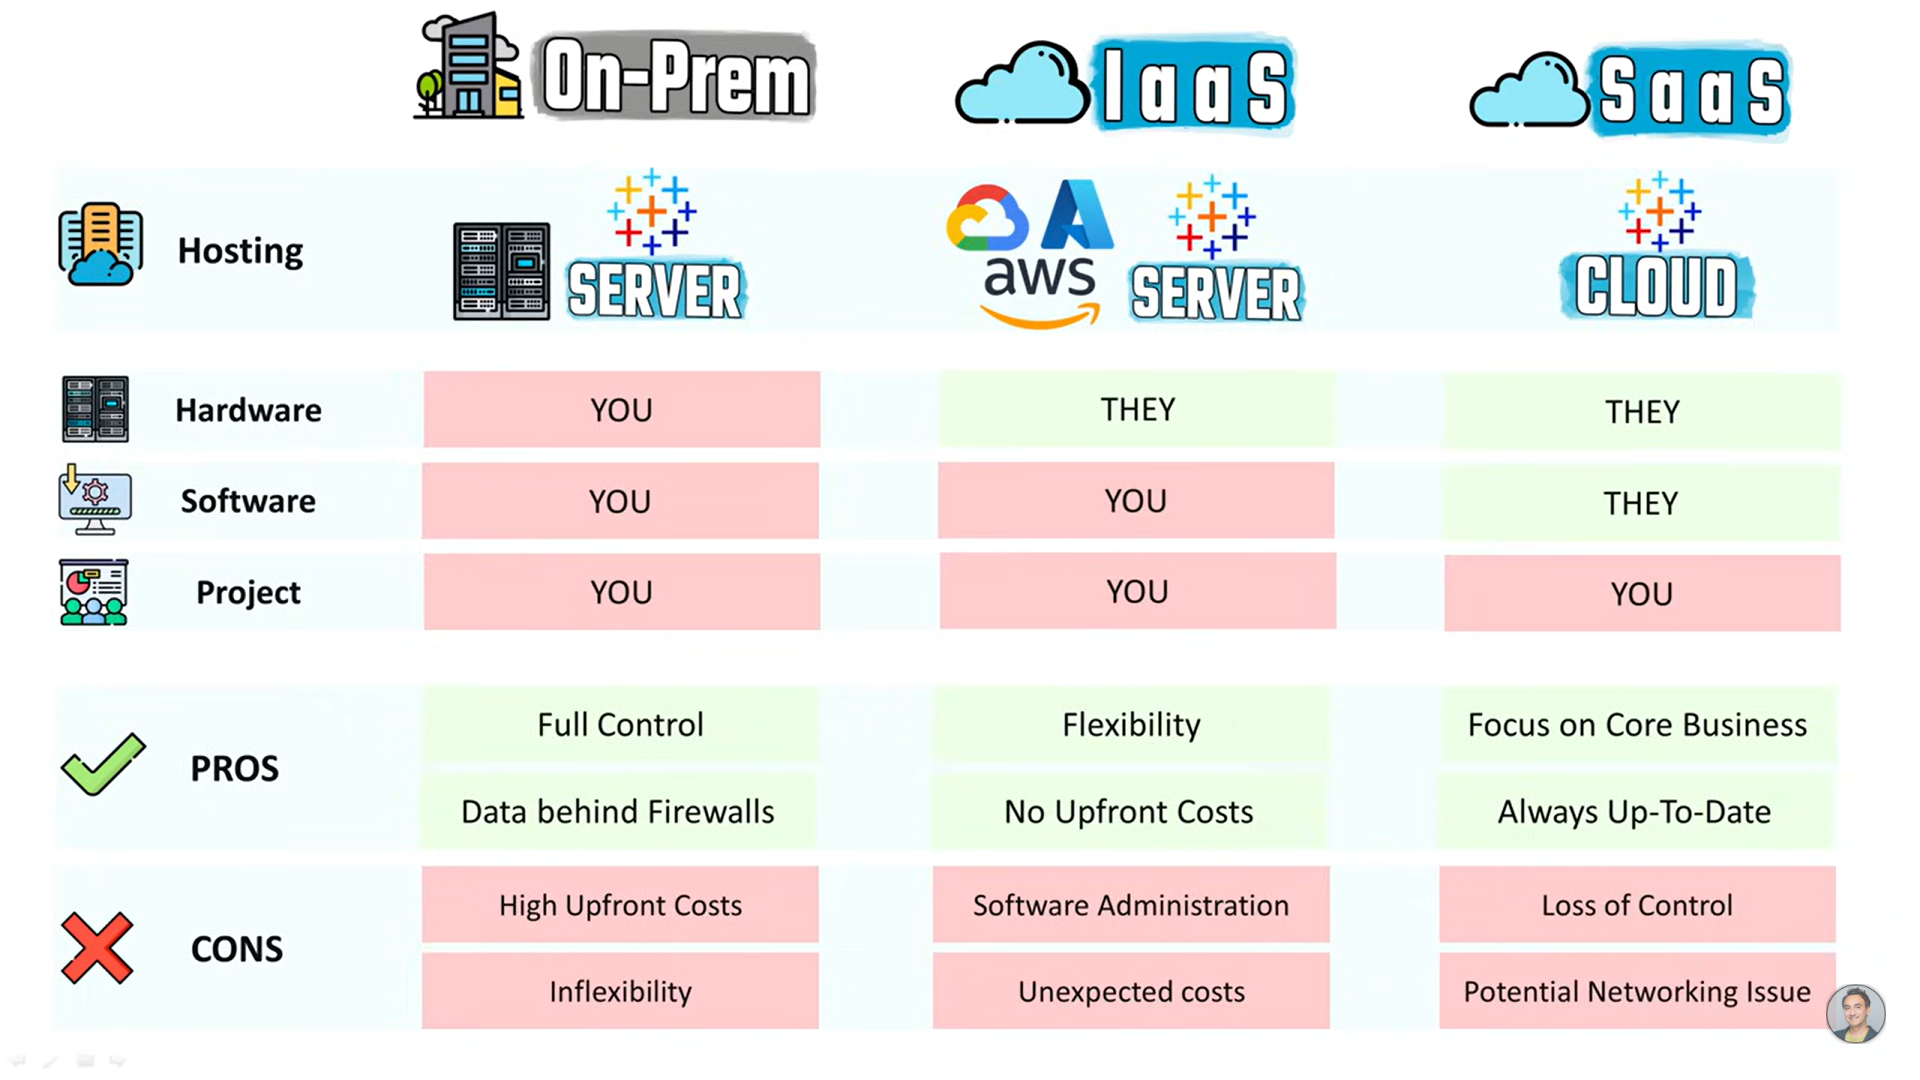 On-Prem
IaaS
SaaS
Hosting
SERVER
aws
SERVER
CLOUD
Hardware
YOU
THEY
THEY
Software
YOU
YOU
THEY
Project
YOU
YOU
YOU
PROS
Full Control
Flexibility
Focus on Core Business
Data behind Firewalls
No Upfront Costs
Always Up-To-Date
CONS
High Upfront Costs
Software Administration
Loss of Control
Inflexibility
Unexpected costs
Potential Networking Issue